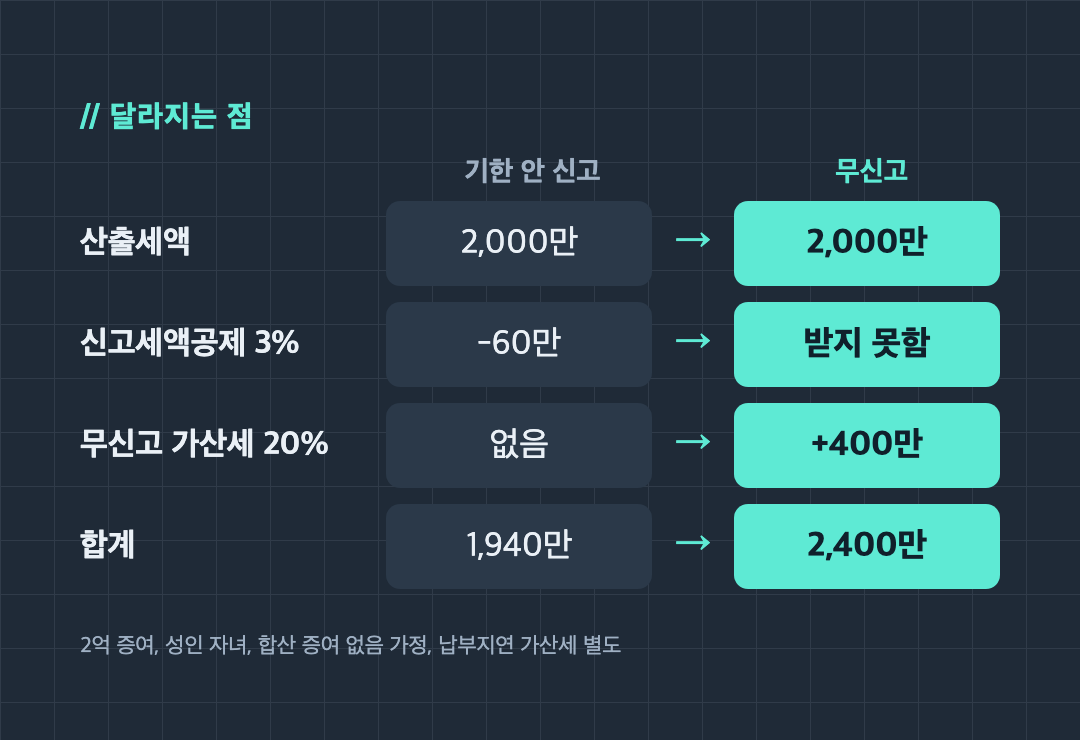 // 달라지는 점
기한 안 신고 무신고
산출세액 2,000만 → 2,000만
신고세액공제 3% -60만 → 받지 못함
무신고 가산세 20% 없음 → +400만
합계 1,940만 → 2,400만
2억 증여, 성인 자녀, 합산 증여 없음 가정, 납부지연 가산세 별도